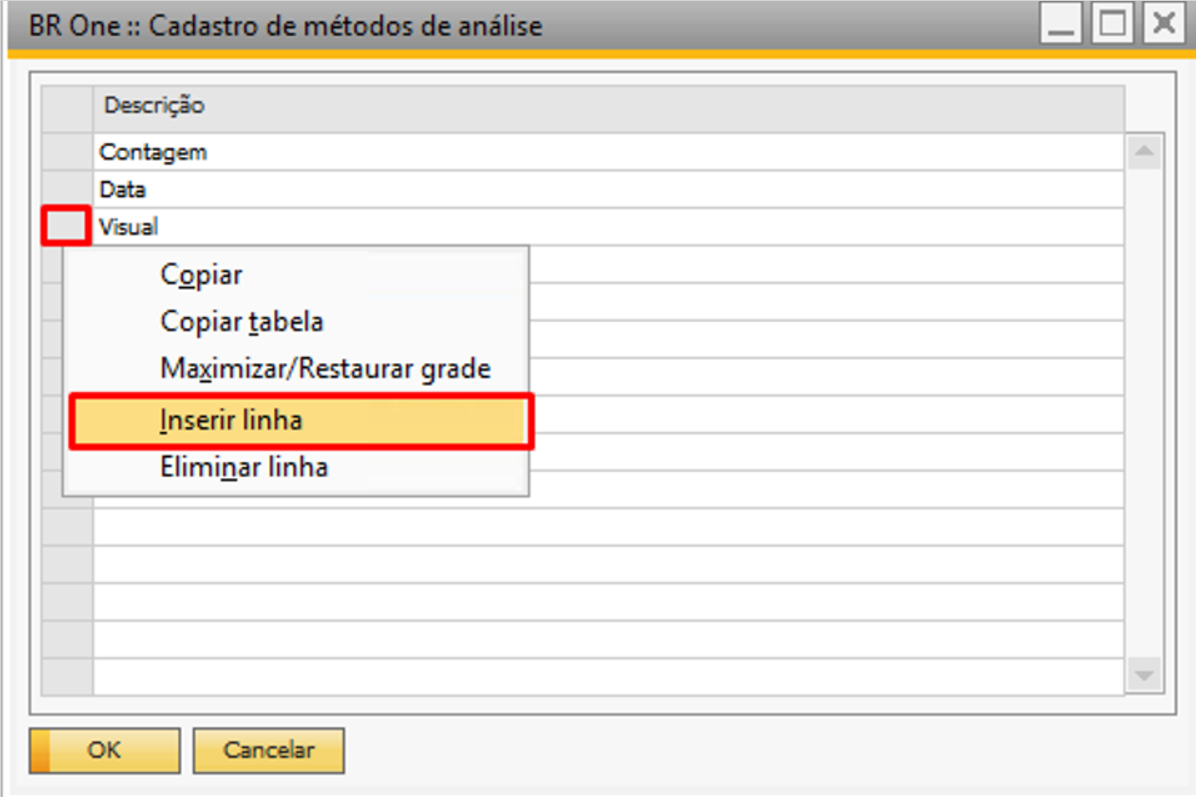 BR One :: Cadastro de métodos de análise
Descrição
Contagem
Data
Visual
Copiar
Copiar tabela
Maximizar/Restaurar grade
Inserir linha
Eliminar linha
OK
Cancelar